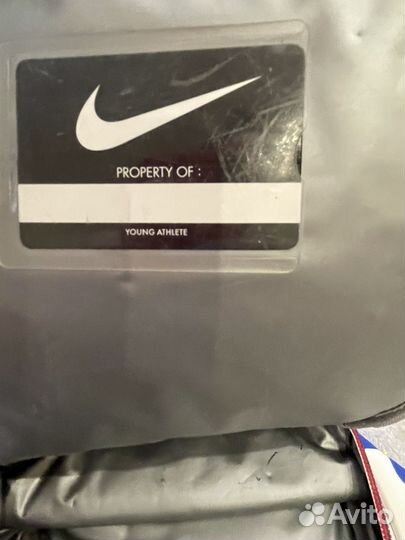 PROPERTY OF :
YOUNG ATHLETE
Avito